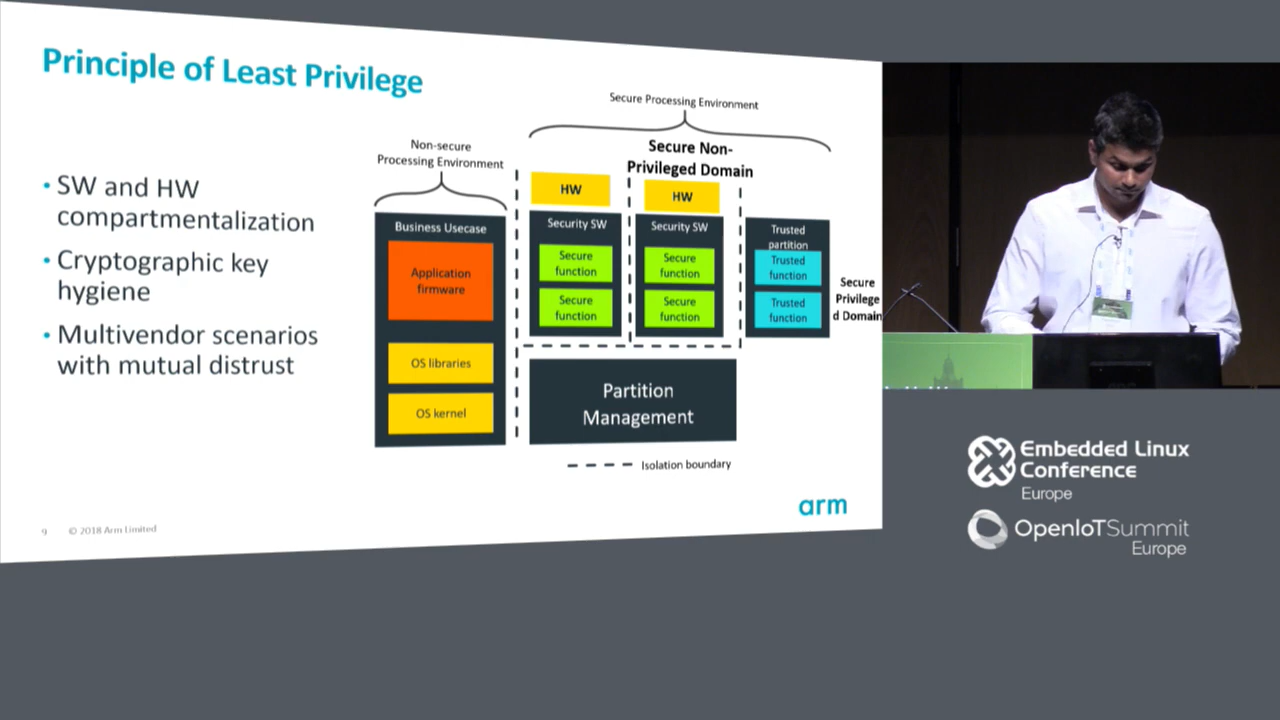 Principle of Least Privilege
• SW and HW
compartmentalization
• Cryptographic key
hygiene
• Multivendor scenarios
with mutual distrust
Non-secure
Processing Environment
Business Usecase
Application
firmware
OS libraries
OS kernel
Secure Processing Environment
Secure Non-
Privileged Domain
HW
Security SW
Secure
function
Secure
function
HW
Security SW
Secure
function
Secure
function
Trusted
partition
Trusted
function
Trusted
function
Secure
Privilege
d Domain
Partition
Management
Isolation boundary
9 © 2018 Arm Limited
arm
Embedded Linux
Conference
Europe
OpenIoTSummit
Europe